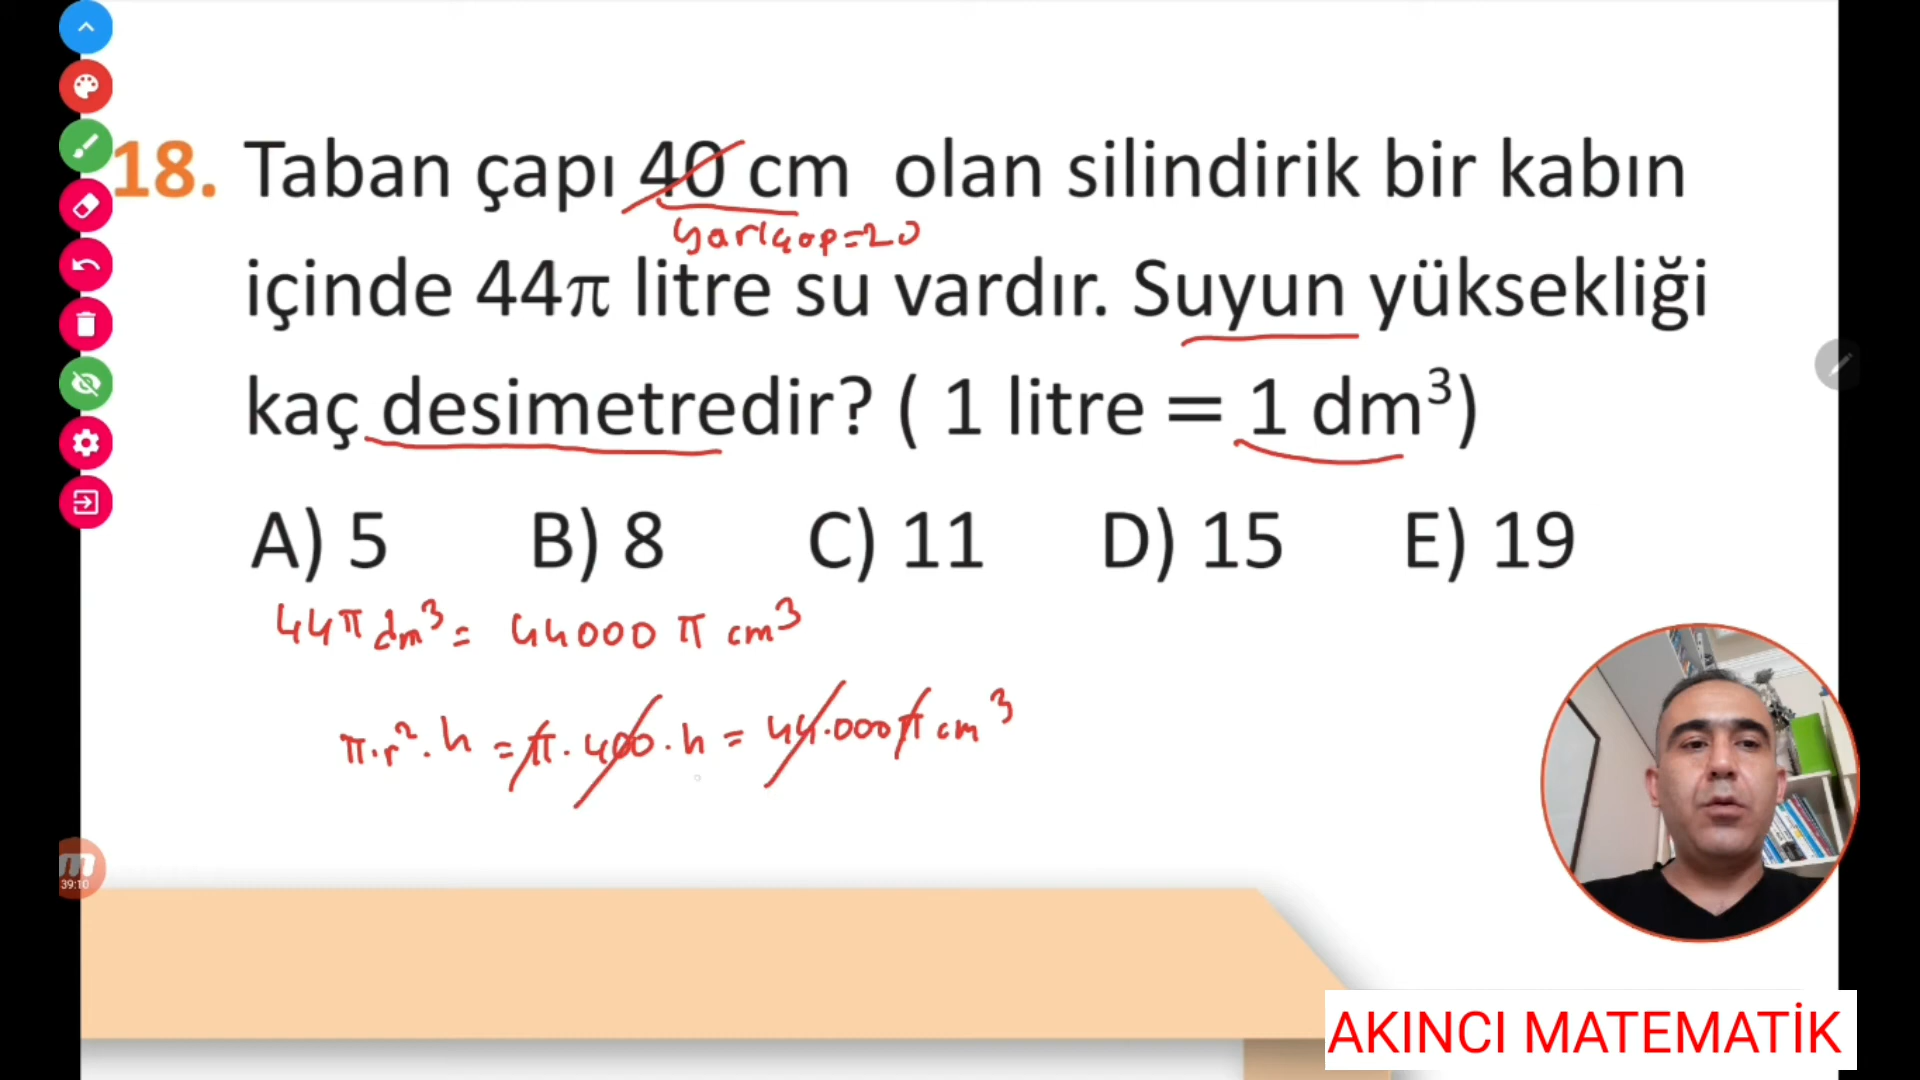 18. Taban çapı 40 cm olan silindirik bir kabın
yarıçap=20
içinde 44π litre su vardır. Suyun yüksekliği
kaç desimetredir? ( 1 litre = 1 dm³)
A) 5 B) 8 C) 11 D) 15 E) 19
44π dm³ = 44000 π cm³
π.r².h = π.400.h = 44.000π cm³
39:10
AKINCI MATEMATİK